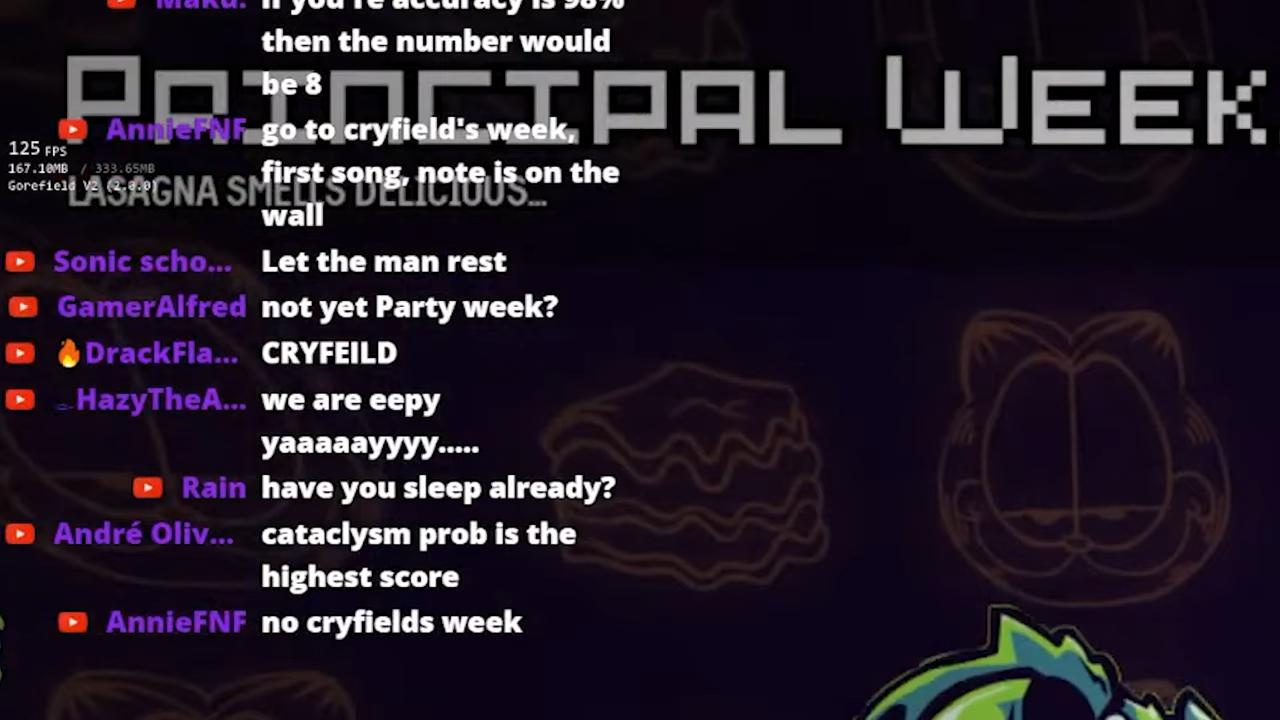 Maku: if you're accuracy is 98%
then the number would
be 8
PRINCIPAL WEEK
AnnieFNF go to cryfield's week,
125 FPS
167.10MB / 333.65MB
first song, note is on the
Gorefield V2 (2.0.0)
LASAGNA SMELLS DELICIOUS...
wall
Sonic scho... Let the man rest
GamerAlfred not yet Party week?
🔥DrackFla... CRYFEILD
HazyTheA... we are eepy
yaaaaayyyy.....
Rain have you sleep already?
André Oliv... cataclysm prob is the
highest score
AnnieFNF no cryfields week